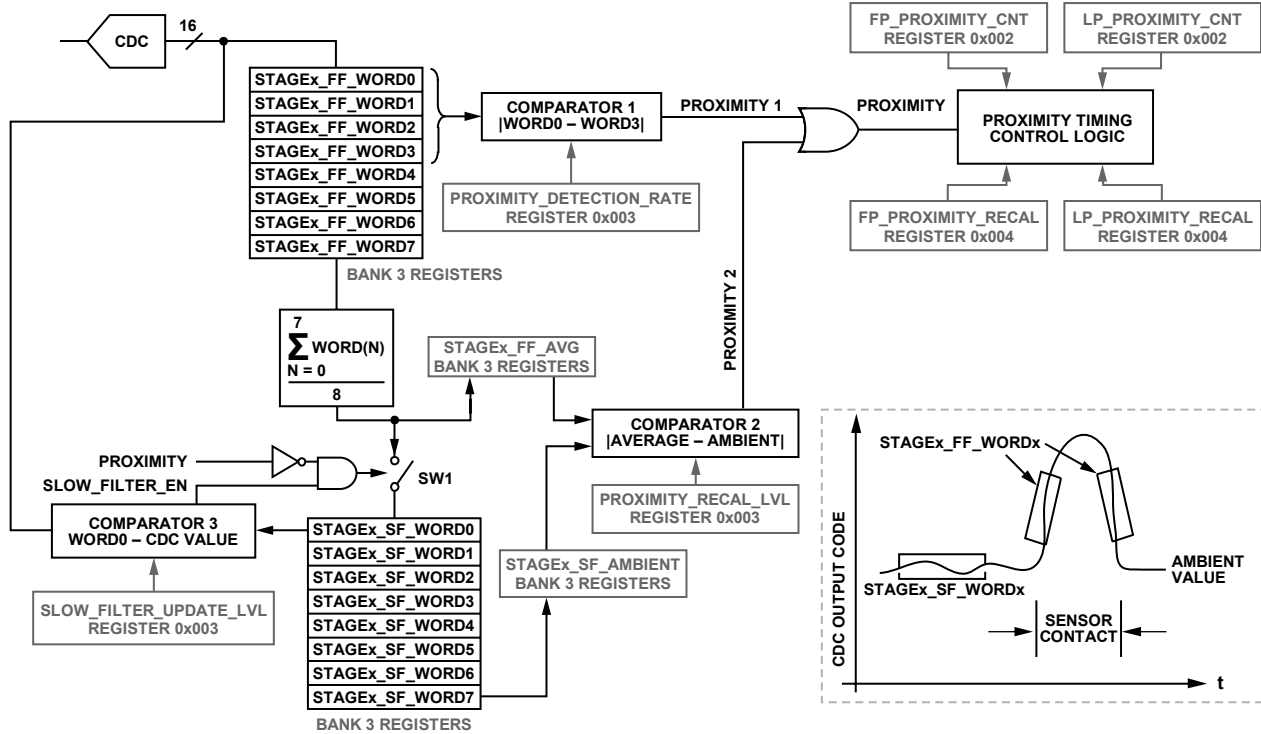 CDC
16
STAGEx_FF_WORD0
STAGEx_FF_WORD1
STAGEx_FF_WORD2
STAGEx_FF_WORD3
STAGEx_FF_WORD4
STAGEx_FF_WORD5
STAGEx_FF_WORD6
STAGEx_FF_WORD7
BANK 3 REGISTERS
COMPARATOR 1
|WORD0 – WORD3|
PROXIMITY_DETECTION_RATE
REGISTER 0x003
PROXIMITY 1
PROXIMITY
FP_PROXIMITY_CNT
REGISTER 0x002
LP_PROXIMITY_CNT
REGISTER 0x002
PROXIMITY TIMING
CONTROL LOGIC
FP_PROXIMITY_RECAL
REGISTER 0x004
LP_PROXIMITY_RECAL
REGISTER 0x004
PROXIMITY 2
7
Σ WORD(N)
N = 0
8
STAGEx_FF_AVG
BANK 3 REGISTERS
COMPARATOR 2
|AVERAGE – AMBIENT|
PROXIMITY_RECAL_LVL
REGISTER 0x003
PROXIMITY
SLOW_FILTER_EN
SW1
COMPARATOR 3
WORD0 – CDC VALUE
SLOW_FILTER_UPDATE_LVL
REGISTER 0x003
STAGEx_SF_WORD0
STAGEx_SF_WORD1
STAGEx_SF_WORD2
STAGEx_SF_WORD3
STAGEx_SF_WORD4
STAGEx_SF_WORD5
STAGEx_SF_WORD6
STAGEx_SF_WORD7
BANK 3 REGISTERS
STAGEx_SF_AMBIENT
BANK 3 REGISTERS
CDC OUTPUT CODE
STAGEx_FF_WORDx
STAGEx_SF_WORDx
AMBIENT
VALUE
SENSOR
CONTACT
t